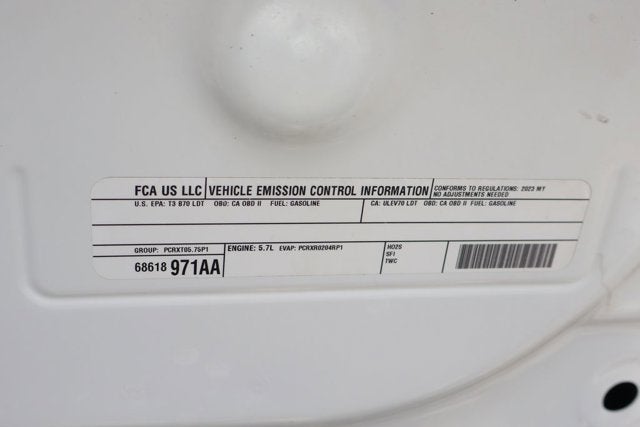 FCA US LLC VEHICLE EMISSION CONTROL INFORMATION CONFORMS TO REGULATIONS: 2023 MY
NO ADJUSTMENTS NEEDED
U.S. EPA: T3 B70 LDT OBD: CA OBD II FUEL: GASOLINE CA: ULEV70 LDT OBD: CA OBD II FUEL: GASOLINE
GROUP: PCRXT05.75P1 ENGINE: 5.7L EVAP: PCRXR0204RP1 HO2S
SFI
TWC
68618 971AA